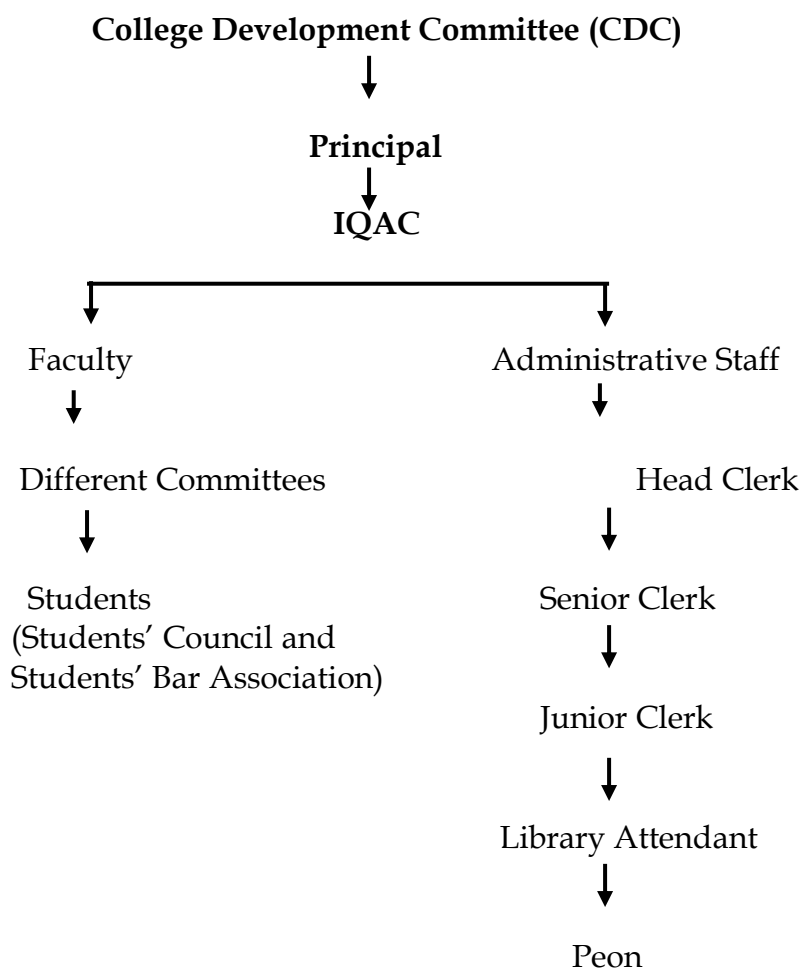 College Development Committee (CDC)
Principal
IQAC
Faculty
Administrative Staff
Different Committees
Head Clerk
Students
(Students’ Council and
Students’ Bar Association)
Senior Clerk
Junior Clerk
Library Attendant
Peon